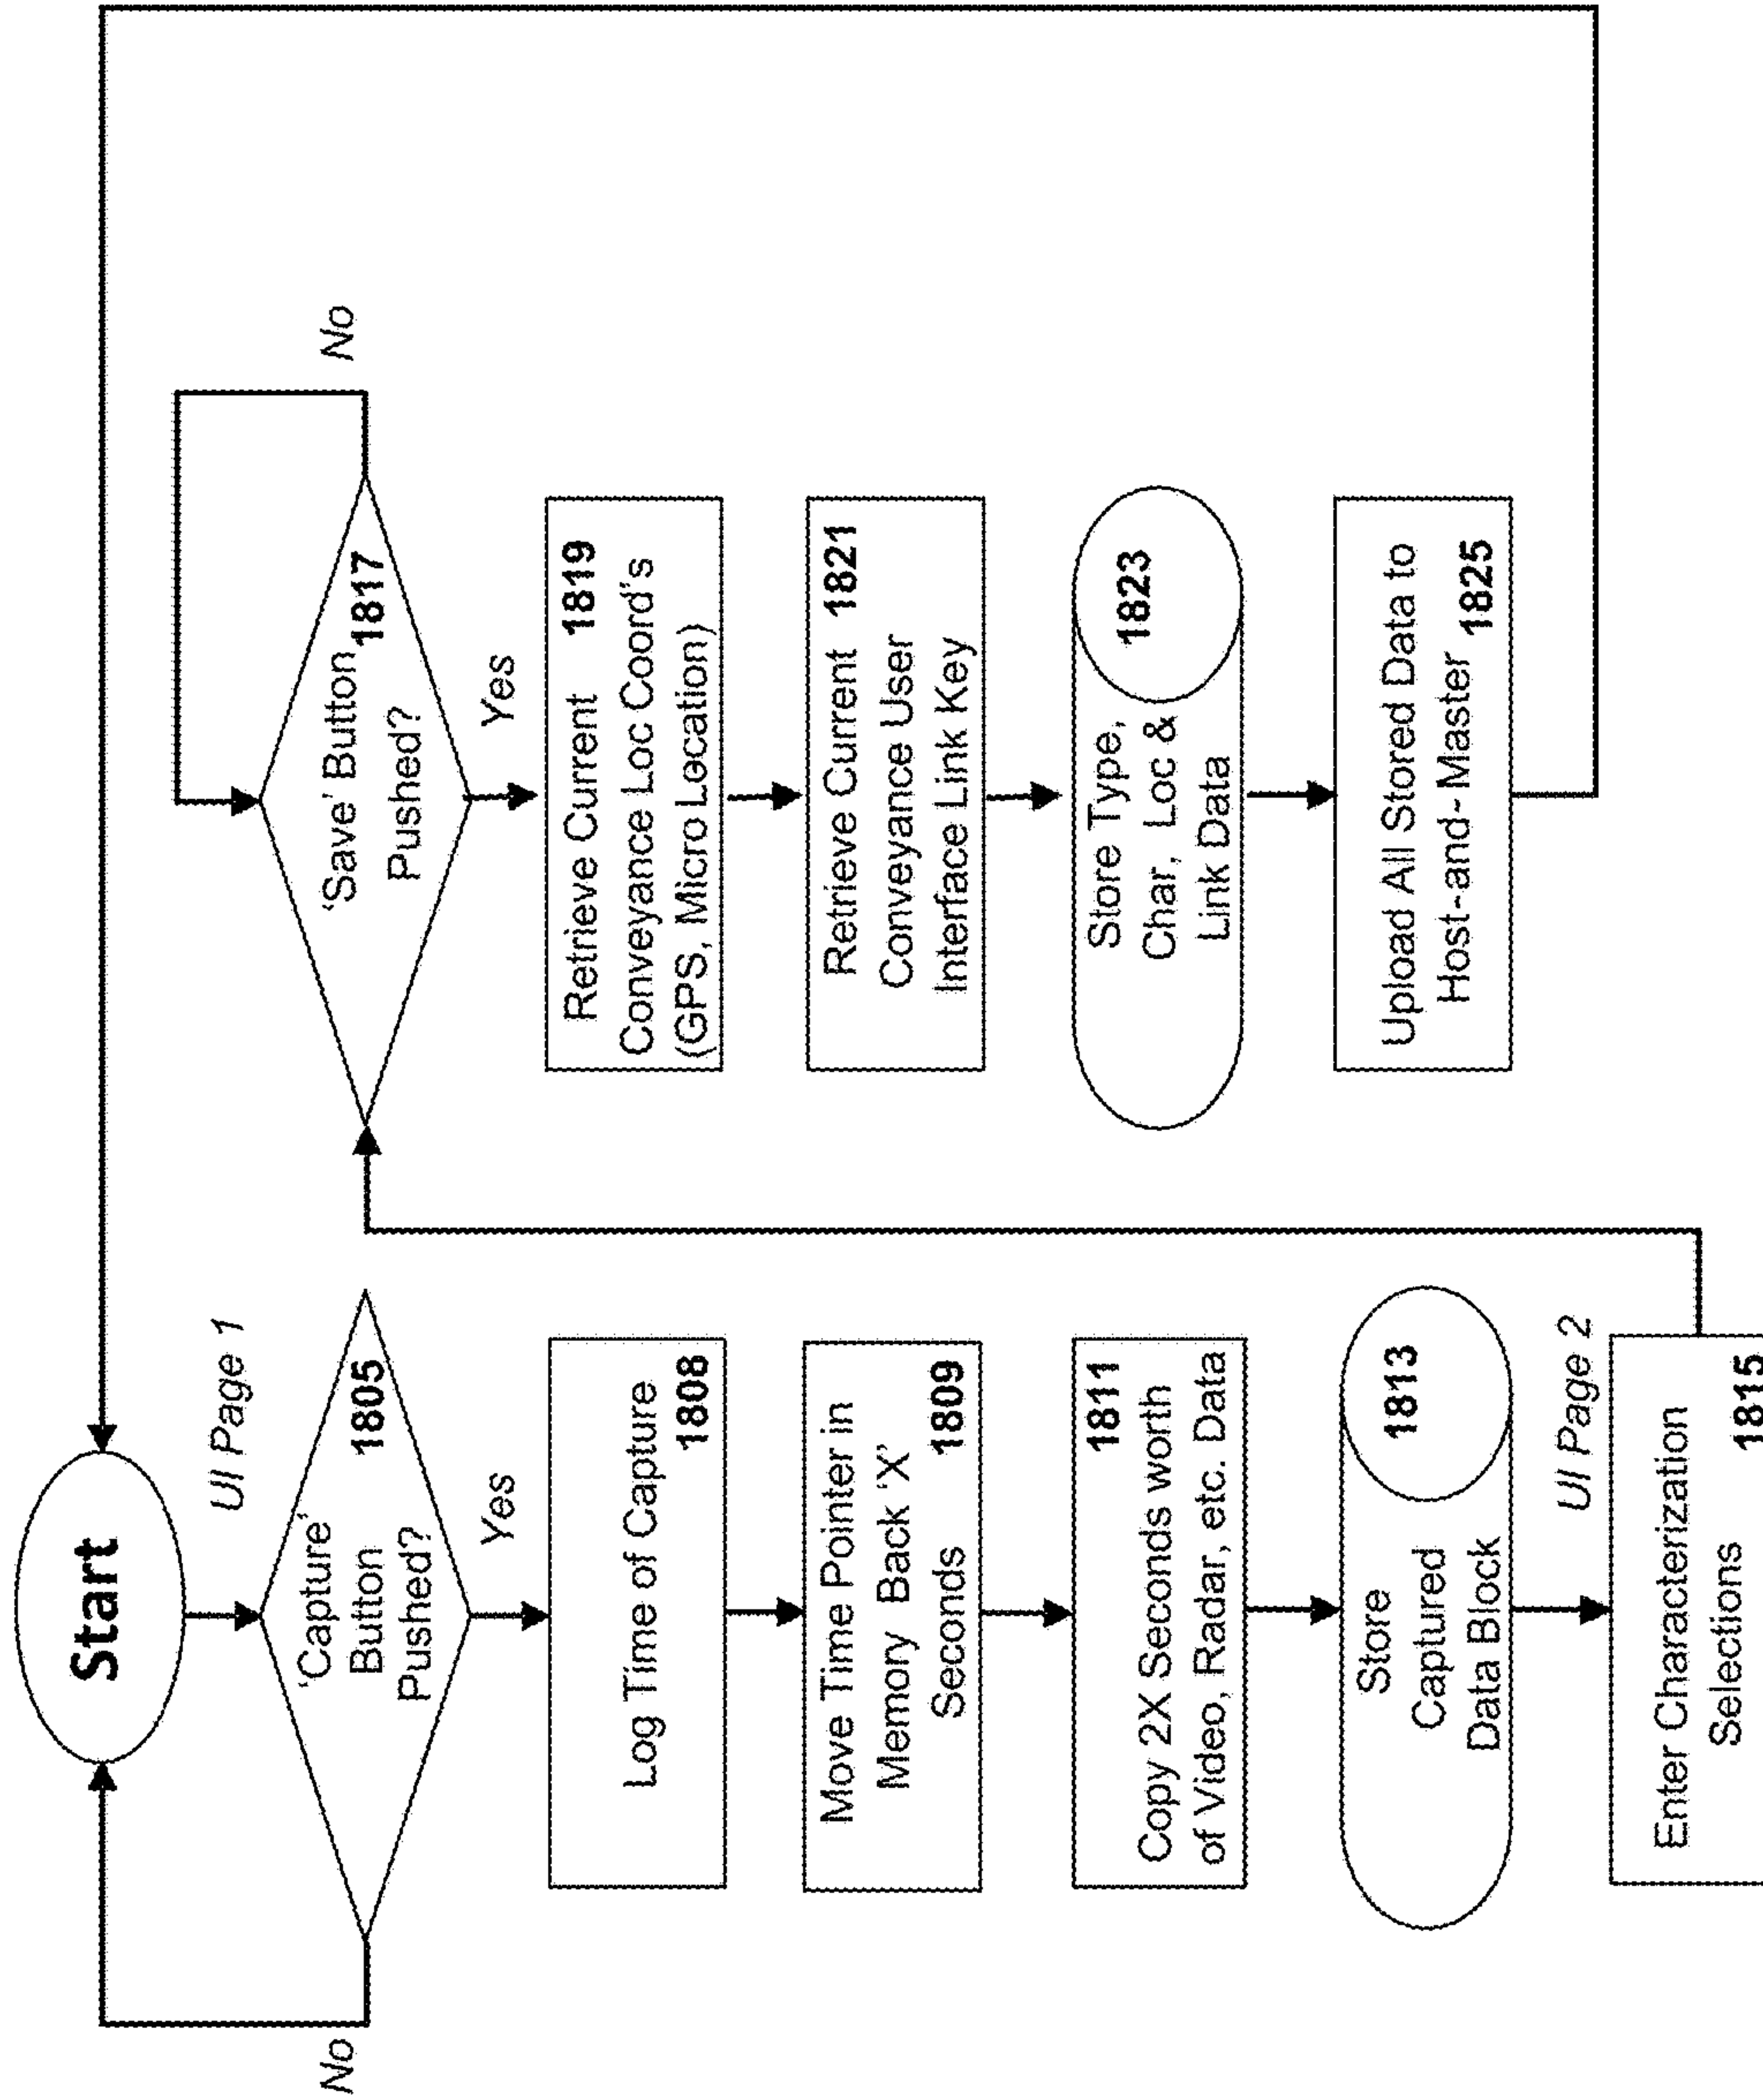 Start
UI Page 1
'Capture'
Button 1805
Pushed?
No
Yes
Log Time of Capture
1808
Move Time Pointer in
Memory Back 'X'
Seconds 1809
1811
Copy 2X Seconds worth
of Video, Radar, etc. Data
Store
Captured 1813
Data Block
UI Page 2
Enter Characterization
Selections 1815
'Save' Button
1817
Pushed?
No
Yes
Retrieve Current 1819
Conveyance Loc Coord's
(GPS, Micro Location)
Retrieve Current 1821
Conveyance User
Interface Link Key
Store Type,
Char, Loc & 1823
Link Data
Upload All Stored Data to
Host-and-Master 1825